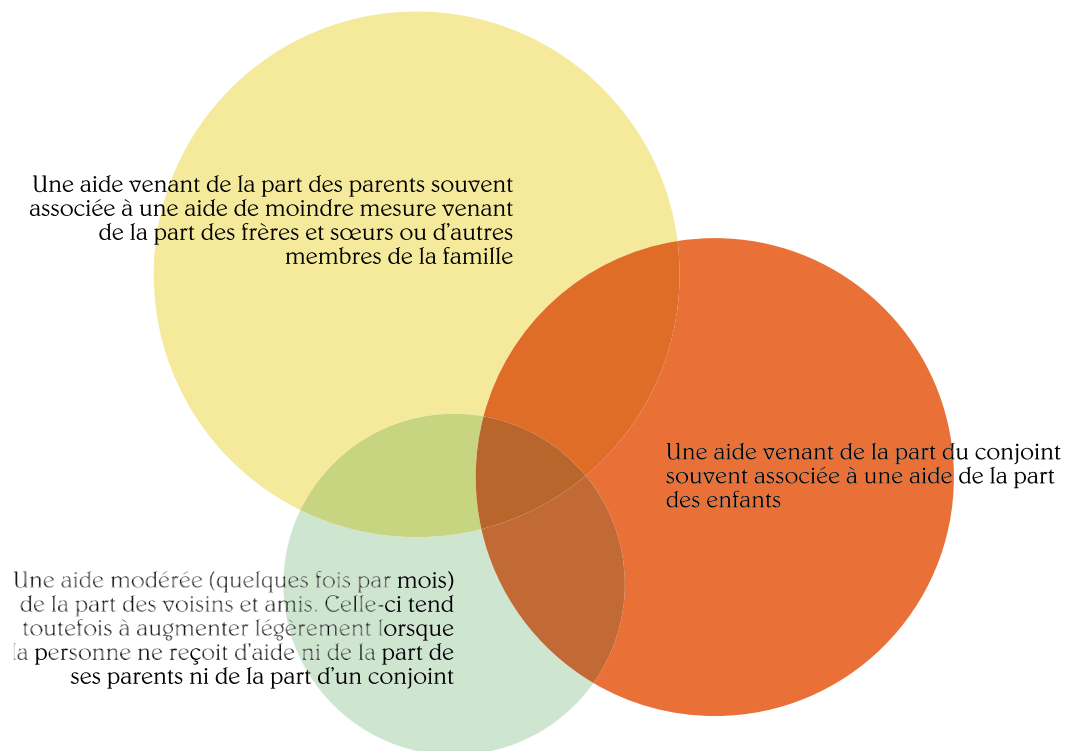 Une aide venant de la part des parents souvent
associée à une aide de moindre mesure venant
de la part des frères et sœurs ou d'autres
membres de la famille
Une aide venant de la part du conjoint
souvent associée à une aide de la part
des enfants
Une aide modérée (quelques fois par mois)
de la part des voisins et amis. Celle-ci tend
toutefois à augmenter légèrement lorsque
la personne ne reçoit d'aide ni de la part de
ses parents ni de la part d'un conjoint